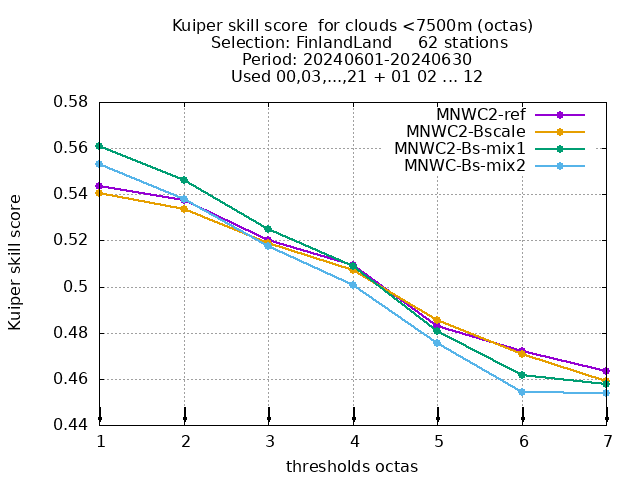 Kuiper skill score  for clouds <7500m (octas)
Selection: FinlandLand     62 stations
Period: 20240601-20240630
Used 00,03,...,21 + 01 02 ... 12
MNWC2-ref
MNWC2-Bscale
MNWC2-Bs-mix1
MNWC-Bs-mix2
Kuiper skill score
0.58
0.56
0.54
0.52
0.5
0.48
0.46
0.44
1 2 3 4 5 6 7
thresholds octas